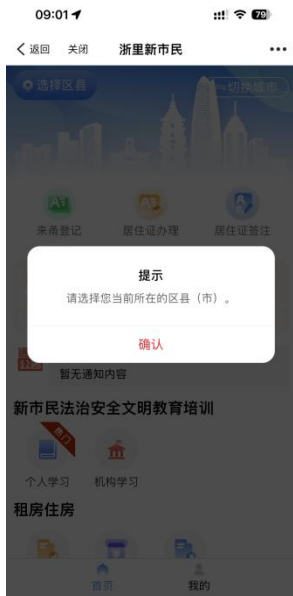 09:01
79
返回 关闭 浙里新市民
选择区县
切换城市
来甬登记 居住证办理 居住证签注
提示
请选择您当前所在的区县（市）。
确认
暂无通知内容
新市民法治安全文明教育培训
热门
个人学习 机构学习
租房住房
首页 我的